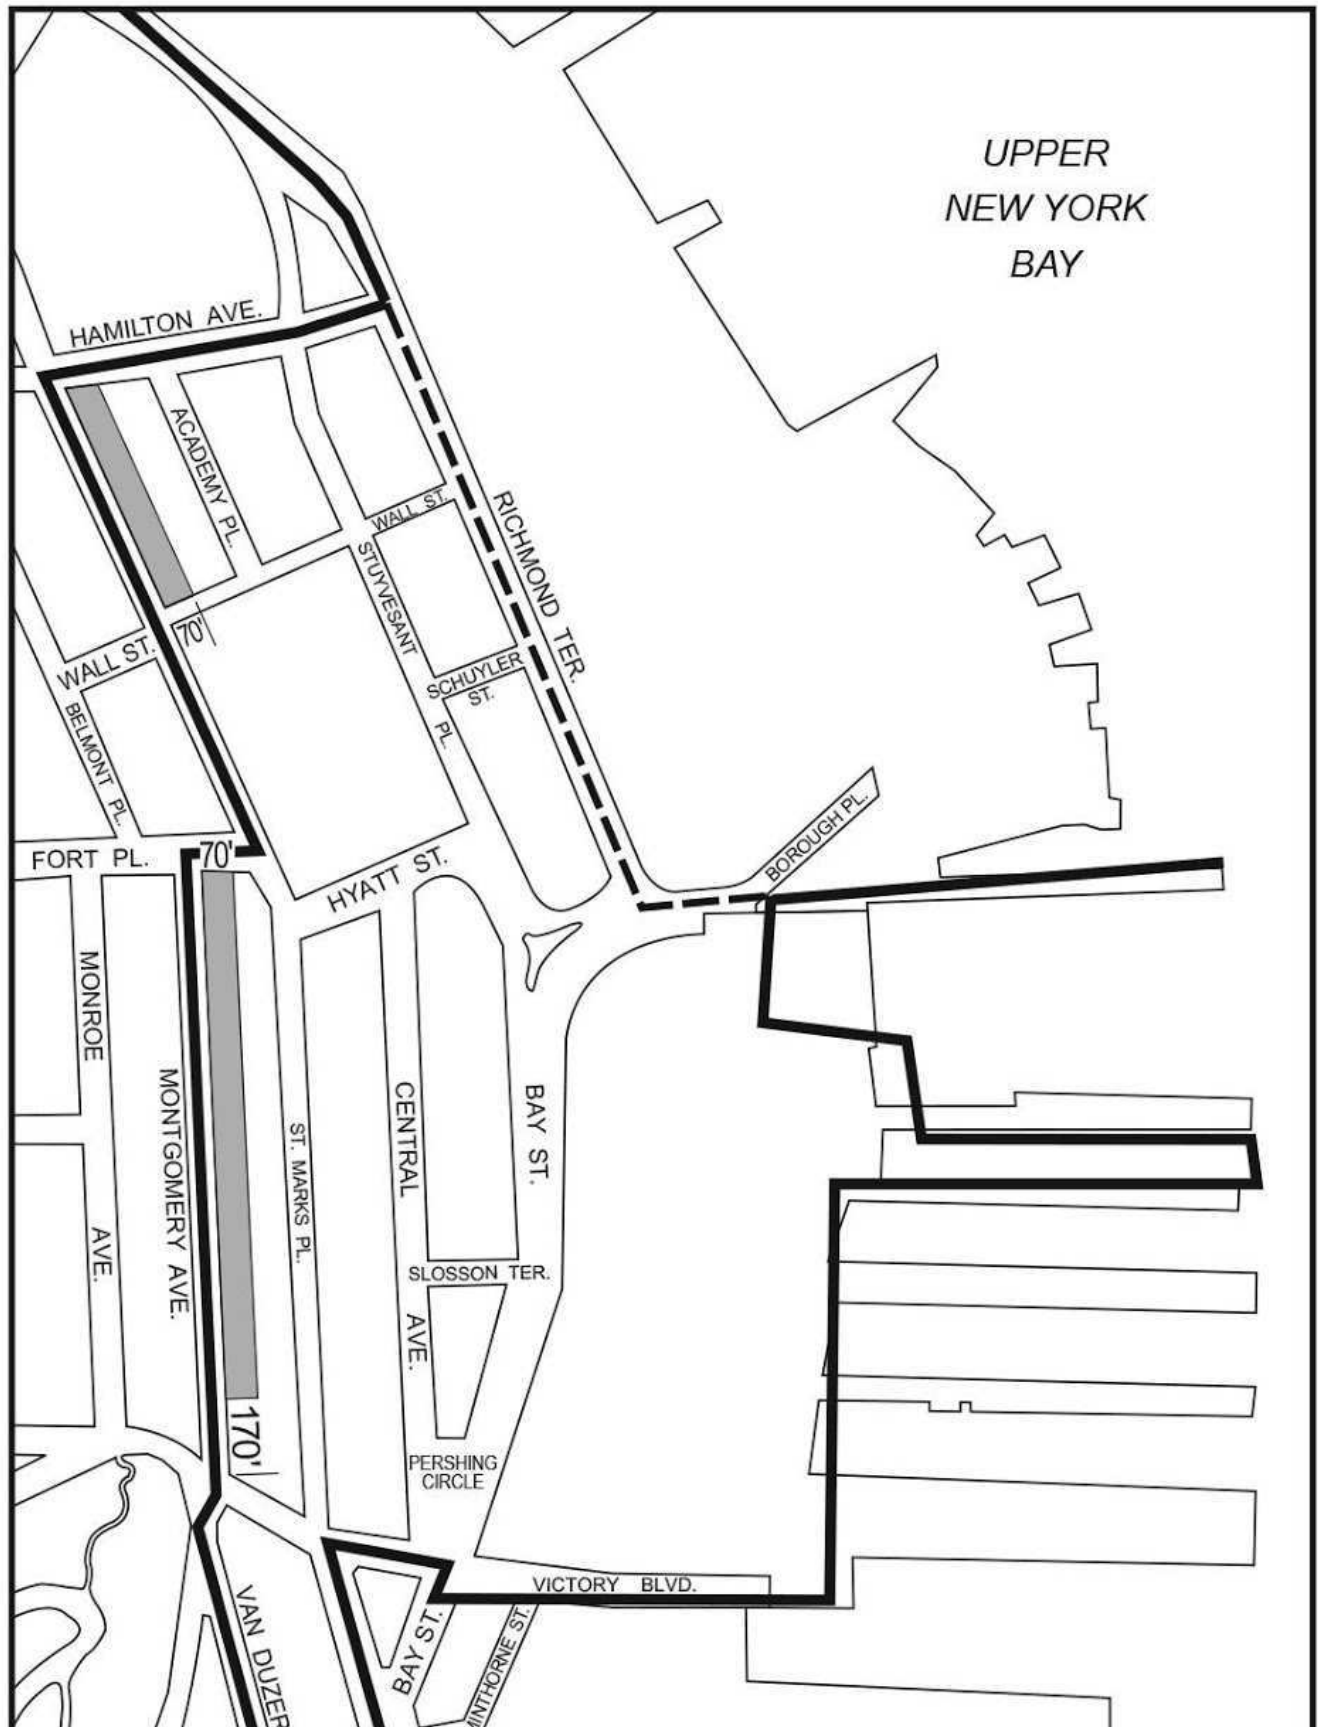 UPPER
NEW YORK
BAY
HAMILTON AVE.
ACADEMY PL.
WALL ST.
RICHMOND TER.
STUYVESANT
PL.
SCHUYLER
ST.
70'
WALL ST.
BELMONT PL.
BOROUGH PL.
FORT PL.
70'
HYATT ST.
MONROE
AVE.
MONTGOMERY AVE.
ST. MARKS PL.
CENTRAL
AVE.
BAY ST.
SLOSSON TER.
170'
PERSHING
CIRCLE
VICTORY BLVD.
VAN DUZER
BAY ST.
MINTHORNE ST.